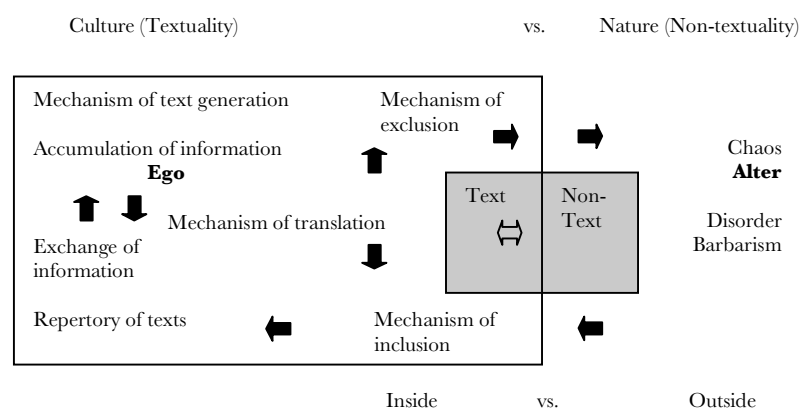 Culture (Textuality) vs. Nature (Non-textuality)
Mechanism of text generation
Mechanism of
exclusion
Accumulation of information
Ego
Chaos
Alter
Text
Non-
Text
Mechanism of translation
Disorder
Barbarism
Exchange of
information
Repertory of texts
Mechanism of
inclusion
Inside vs. Outside